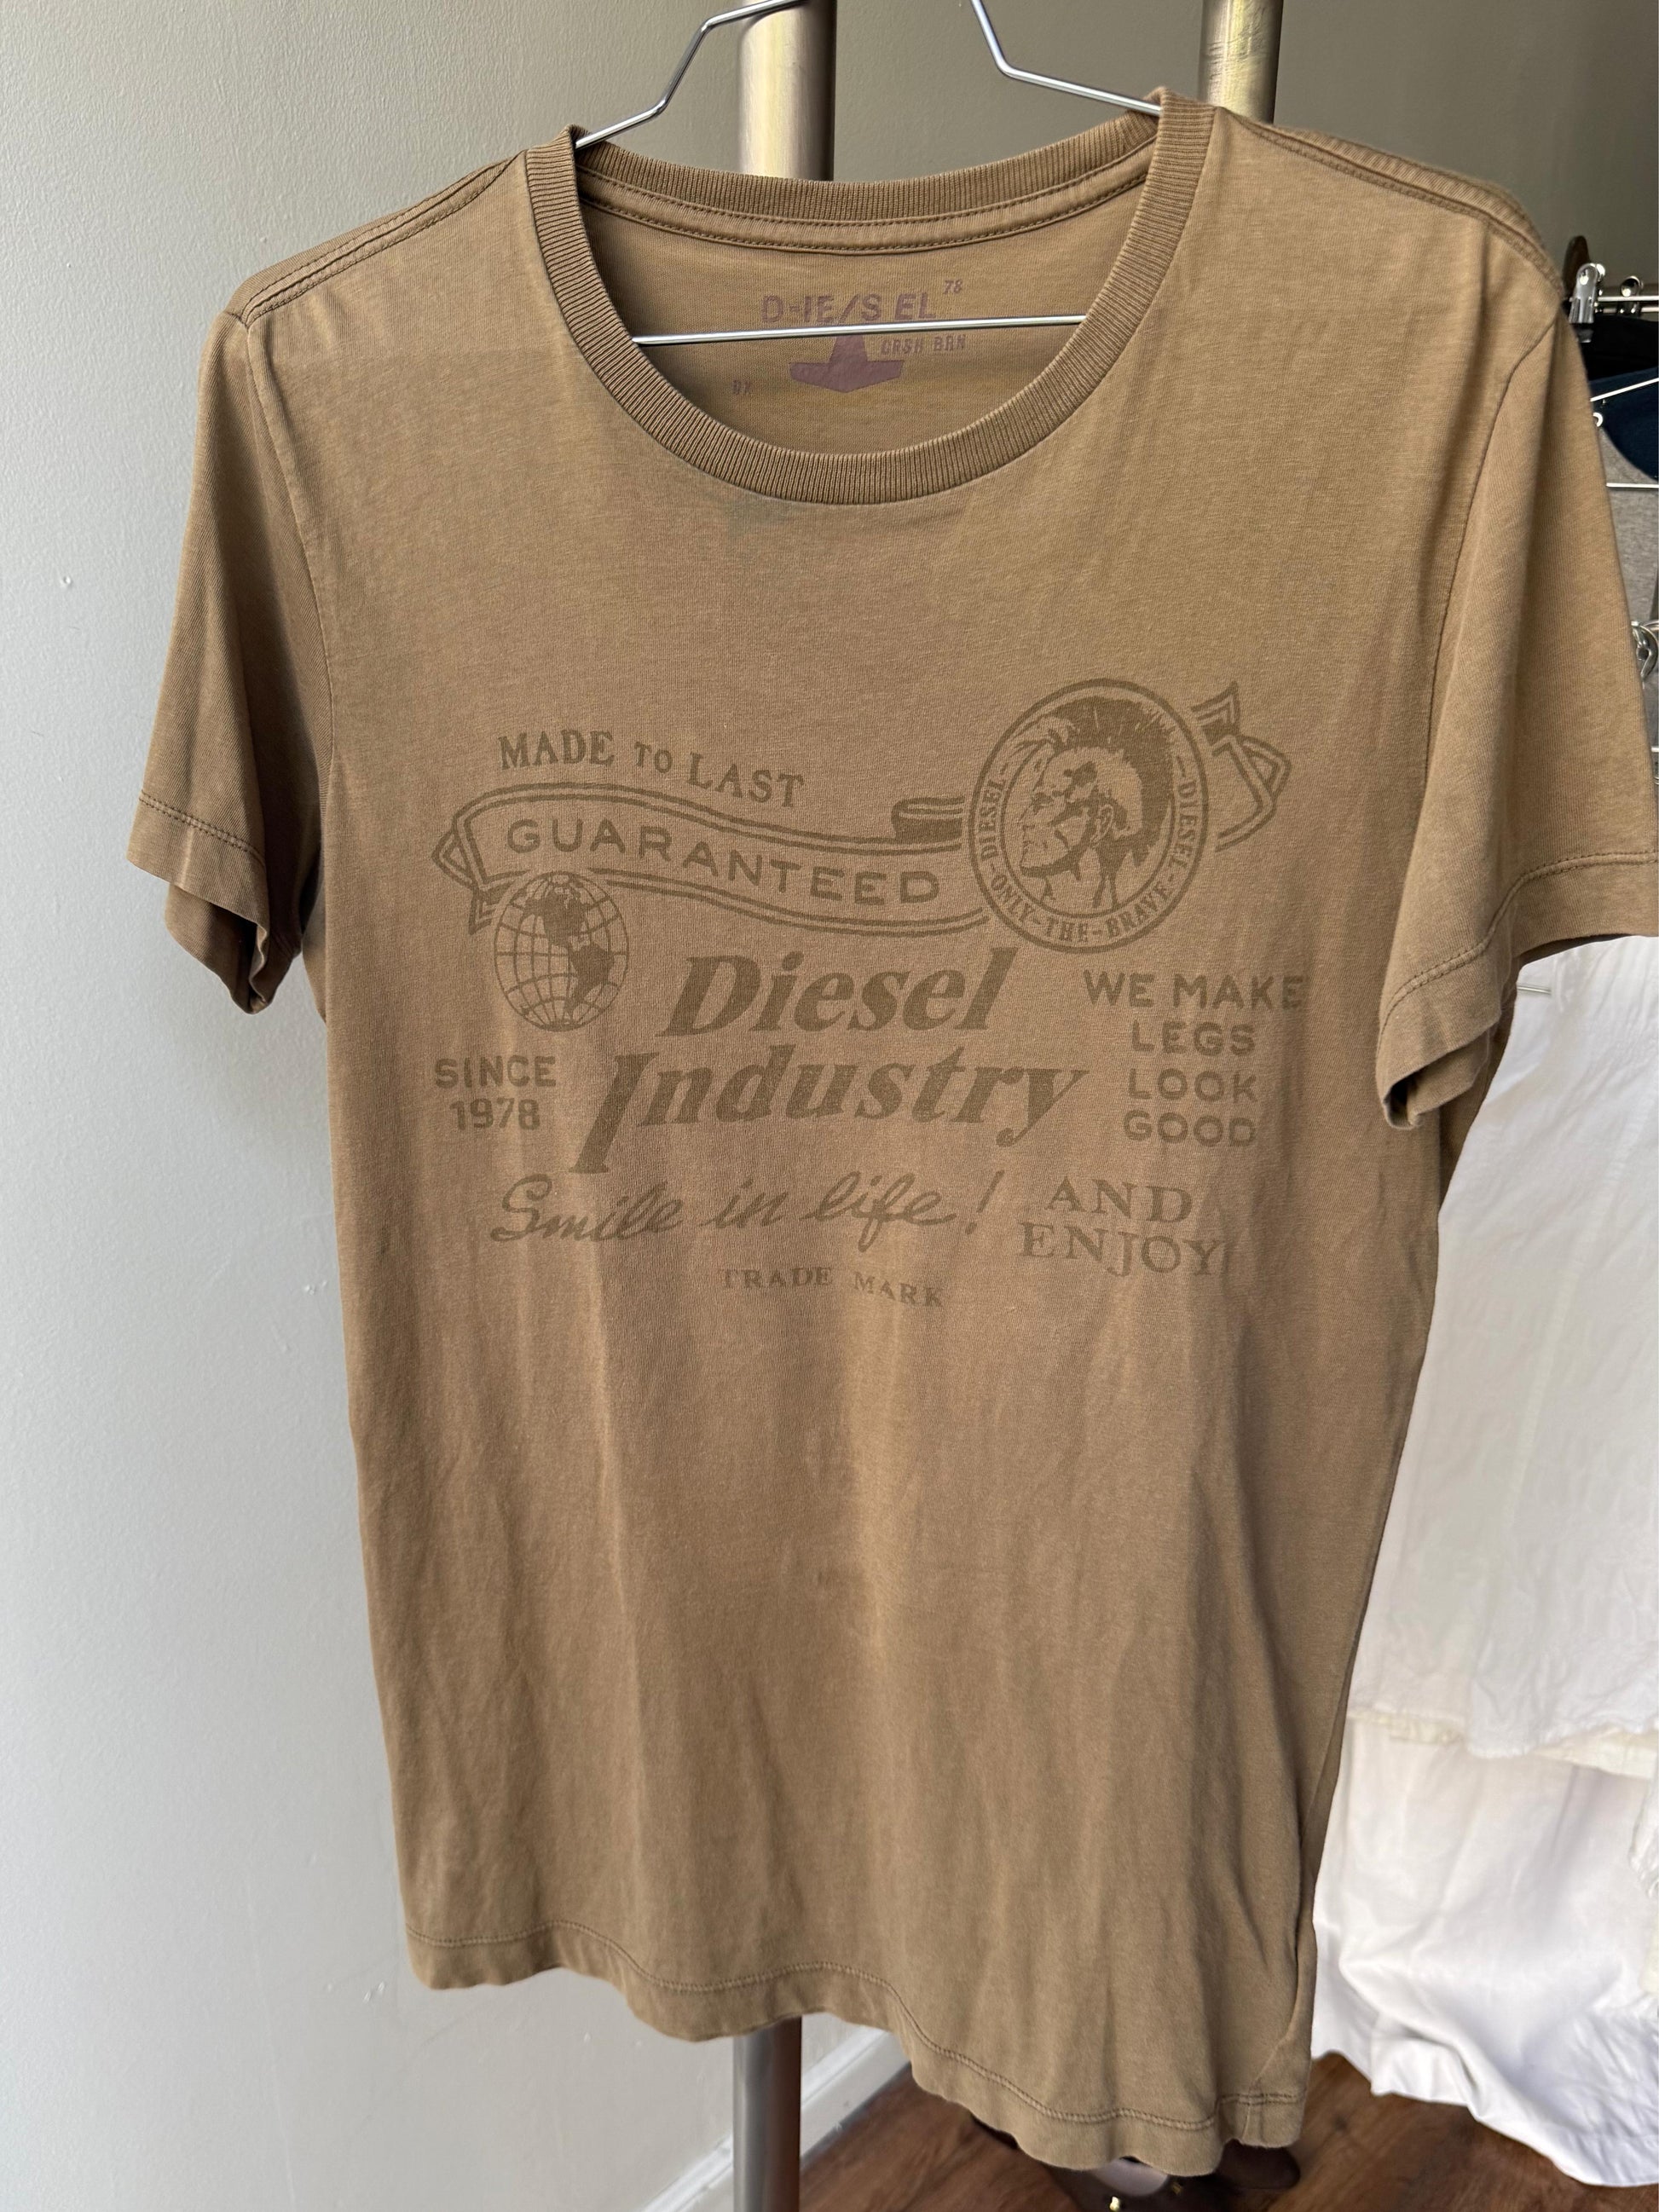 D-IE/S EL 78
MADE TO LAST
GUARANTEED
DIESEL DIESEL
ONLY-THE-BRAVE
Diesel
Industry
SINCE
1978
WE MAKE
LEGS
LOOK
GOOD
Smile in life!
AND
ENJOY
TRADE MARK